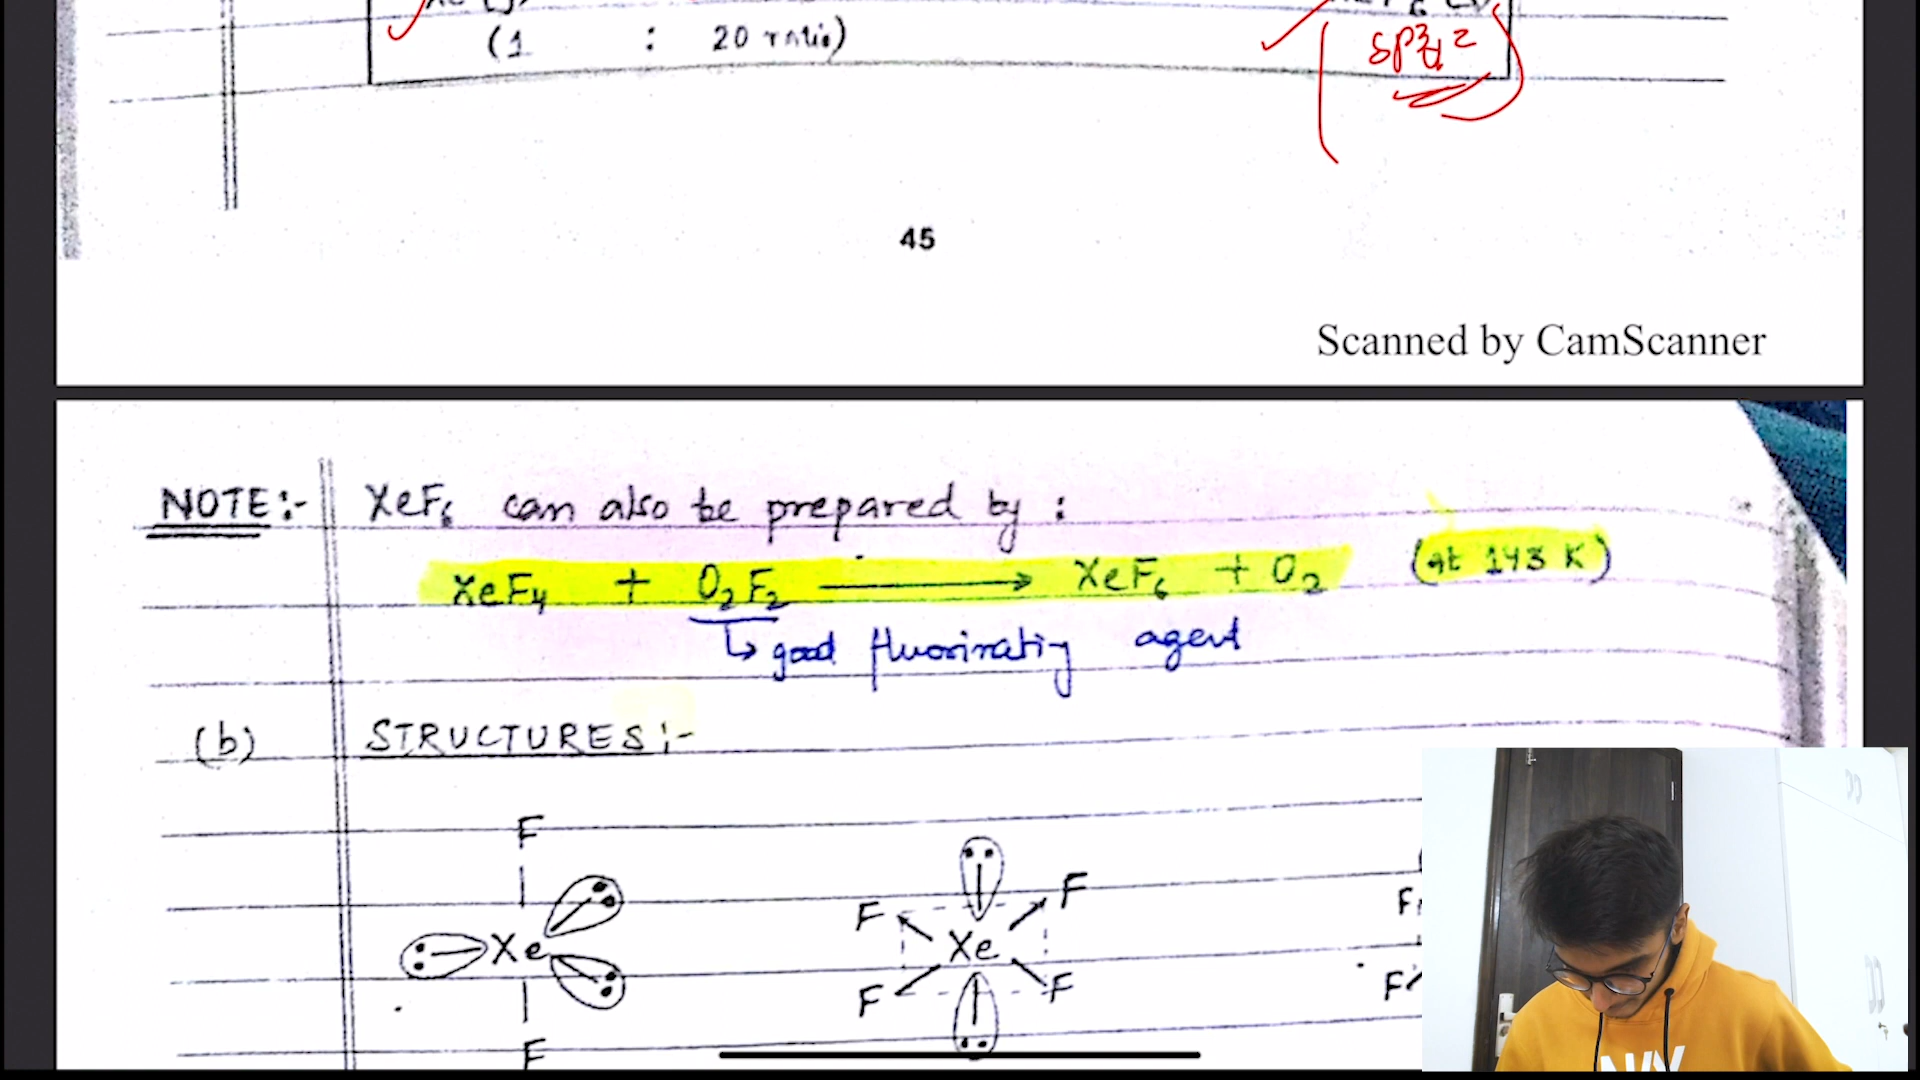 (1 : 20 ratio)
sp³d²
45
Scanned by CamScanner
NOTE:- XeF₆ can also be prepared by :
XeF₄ + O₂F₂ ⟶ XeF₆ + O₂ (at 143 K)
↳ good fluorinating agent
(b) STRUCTURES:-
F
F F F
Xe Xe
F F F
F